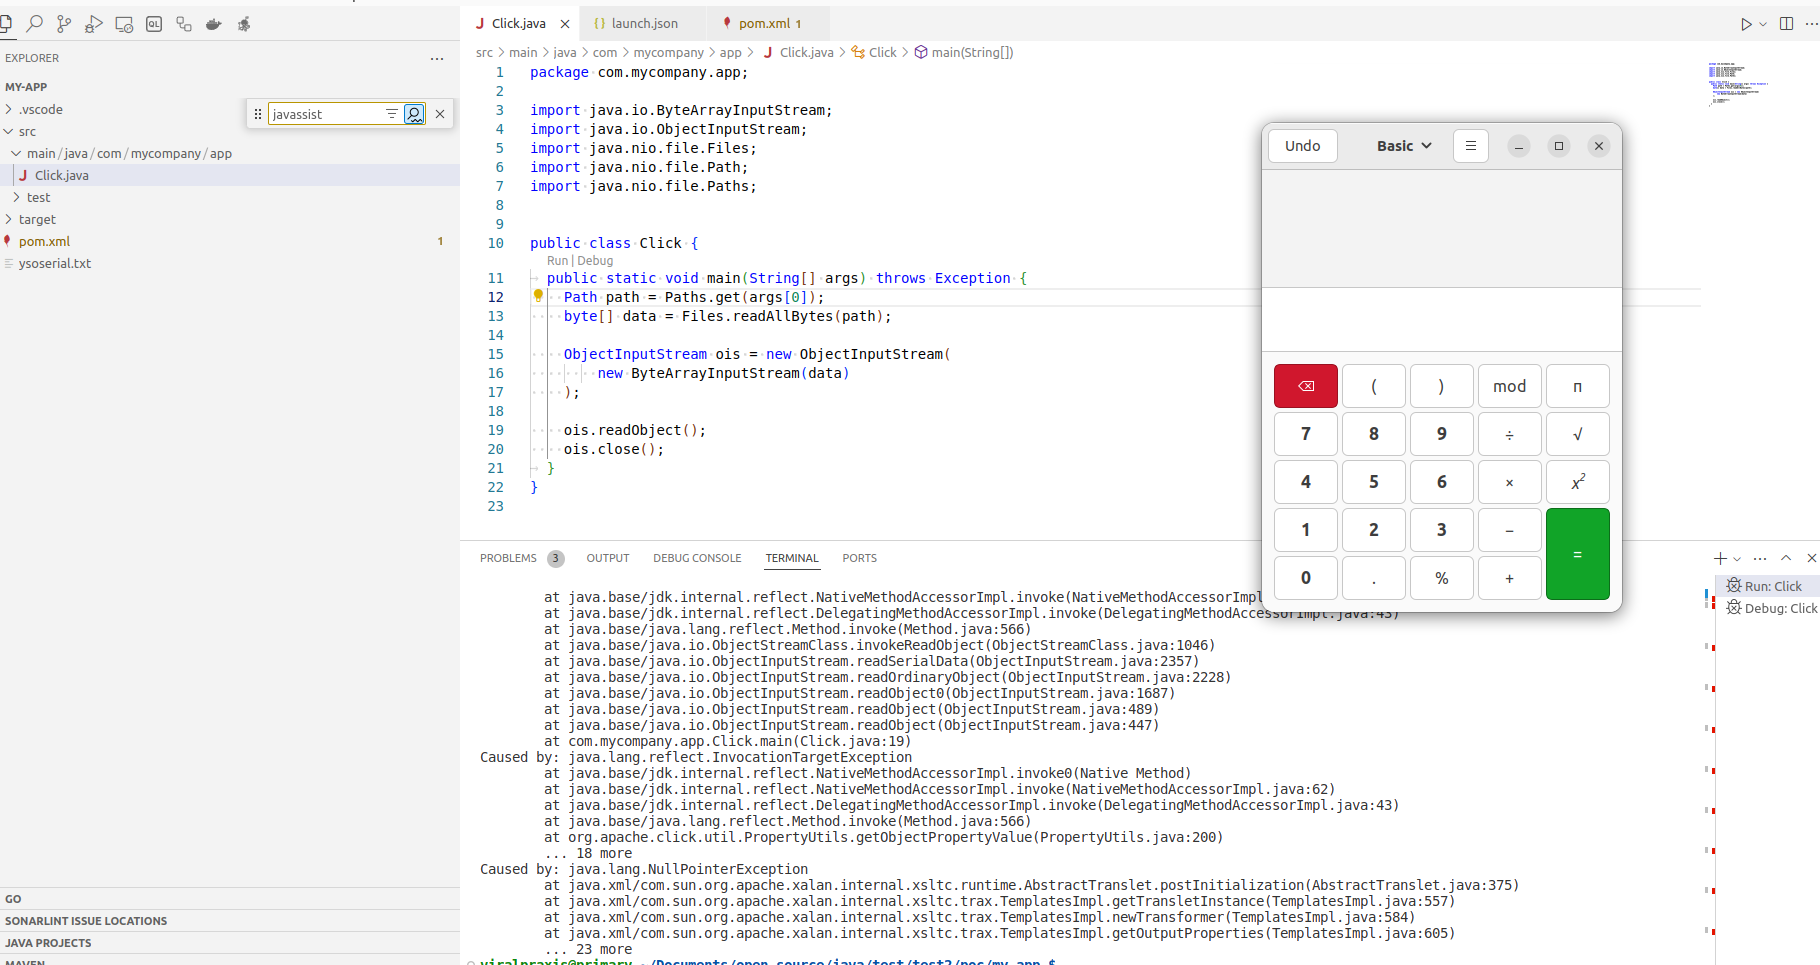 Click.java
launch.json
pom.xml 1
EXPLORER
src > main > java > com > mycompany > app > Click.java > Click > main(String[])
MY-APP
.vscode
src
main / java / com / mycompany / app
Click.java
test
target
pom.xml 1
ysoserial.txt
javassist
GO
SONARLINT ISSUE LOCATIONS
JAVA PROJECTS
MAVEN
1 package com.mycompany.app;
2
3 import java.io.ByteArrayInputStream;
4 import java.io.ObjectInputStream;
5 import java.nio.file.Files;
6 import java.nio.file.Path;
7 import java.nio.file.Paths;
8
9
10 public class Click {
Run | Debug
11 public static void main(String[] args) throws Exception {
12 Path path = Paths.get(args[0]);
13 byte[] data = Files.readAllBytes(path);
14
15 ObjectInputStream ois = new ObjectInputStream(
16 new ByteArrayInputStream(data)
17 );
18
19 ois.readObject();
20 ois.close();
21 }
22 }
23
Undo
Basic
( ) mod π
7 8 9 ÷ √
4 5 6 × x²
1 2 3 − =
0 . % +
PROBLEMS 3 OUTPUT DEBUG CONSOLE TERMINAL PORTS
Run: Click
Debug: Click
at java.base/jdk.internal.reflect.NativeMethodAccessorImpl.invoke(NativeMethodAccessorImpl
at java.base/jdk.internal.reflect.DelegatingMethodAccessorImpl.invoke(DelegatingMethodAccessorImpl.java:43)
at java.base/java.lang.reflect.Method.invoke(Method.java:566)
at java.base/java.io.ObjectStreamClass.invokeReadObject(ObjectStreamClass.java:1046)
at java.base/java.io.ObjectInputStream.readSerialData(ObjectInputStream.java:2357)
at java.base/java.io.ObjectInputStream.readOrdinaryObject(ObjectInputStream.java:2228)
at java.base/java.io.ObjectInputStream.readObject0(ObjectInputStream.java:1687)
at java.base/java.io.ObjectInputStream.readObject(ObjectInputStream.java:489)
at java.base/java.io.ObjectInputStream.readObject(ObjectInputStream.java:447)
at com.mycompany.app.Click.main(Click.java:19)
Caused by: java.lang.reflect.InvocationTargetException
at java.base/jdk.internal.reflect.NativeMethodAccessorImpl.invoke0(Native Method)
at java.base/jdk.internal.reflect.NativeMethodAccessorImpl.invoke(NativeMethodAccessorImpl.java:62)
at java.base/jdk.internal.reflect.DelegatingMethodAccessorImpl.invoke(DelegatingMethodAccessorImpl.java:43)
at java.base/java.lang.reflect.Method.invoke(Method.java:566)
at org.apache.click.util.PropertyUtils.getObjectPropertyValue(PropertyUtils.java:200)
... 18 more
Caused by: java.lang.NullPointerException
at java.xml/com.sun.org.apache.xalan.internal.xsltc.runtime.AbstractTranslet.postInitialization(AbstractTranslet.java:375)
at java.xml/com.sun.org.apache.xalan.internal.xsltc.trax.TemplatesImpl.getTransletInstance(TemplatesImpl.java:557)
at java.xml/com.sun.org.apache.xalan.internal.xsltc.trax.TemplatesImpl.newTransformer(TemplatesImpl.java:584)
at java.xml/com.sun.org.apache.xalan.internal.xsltc.trax.TemplatesImpl.getOutputProperties(TemplatesImpl.java:605)
... 23 more
viralpraxis@primary ~/Documents/open-source/java/test/test2/poc/my-app $